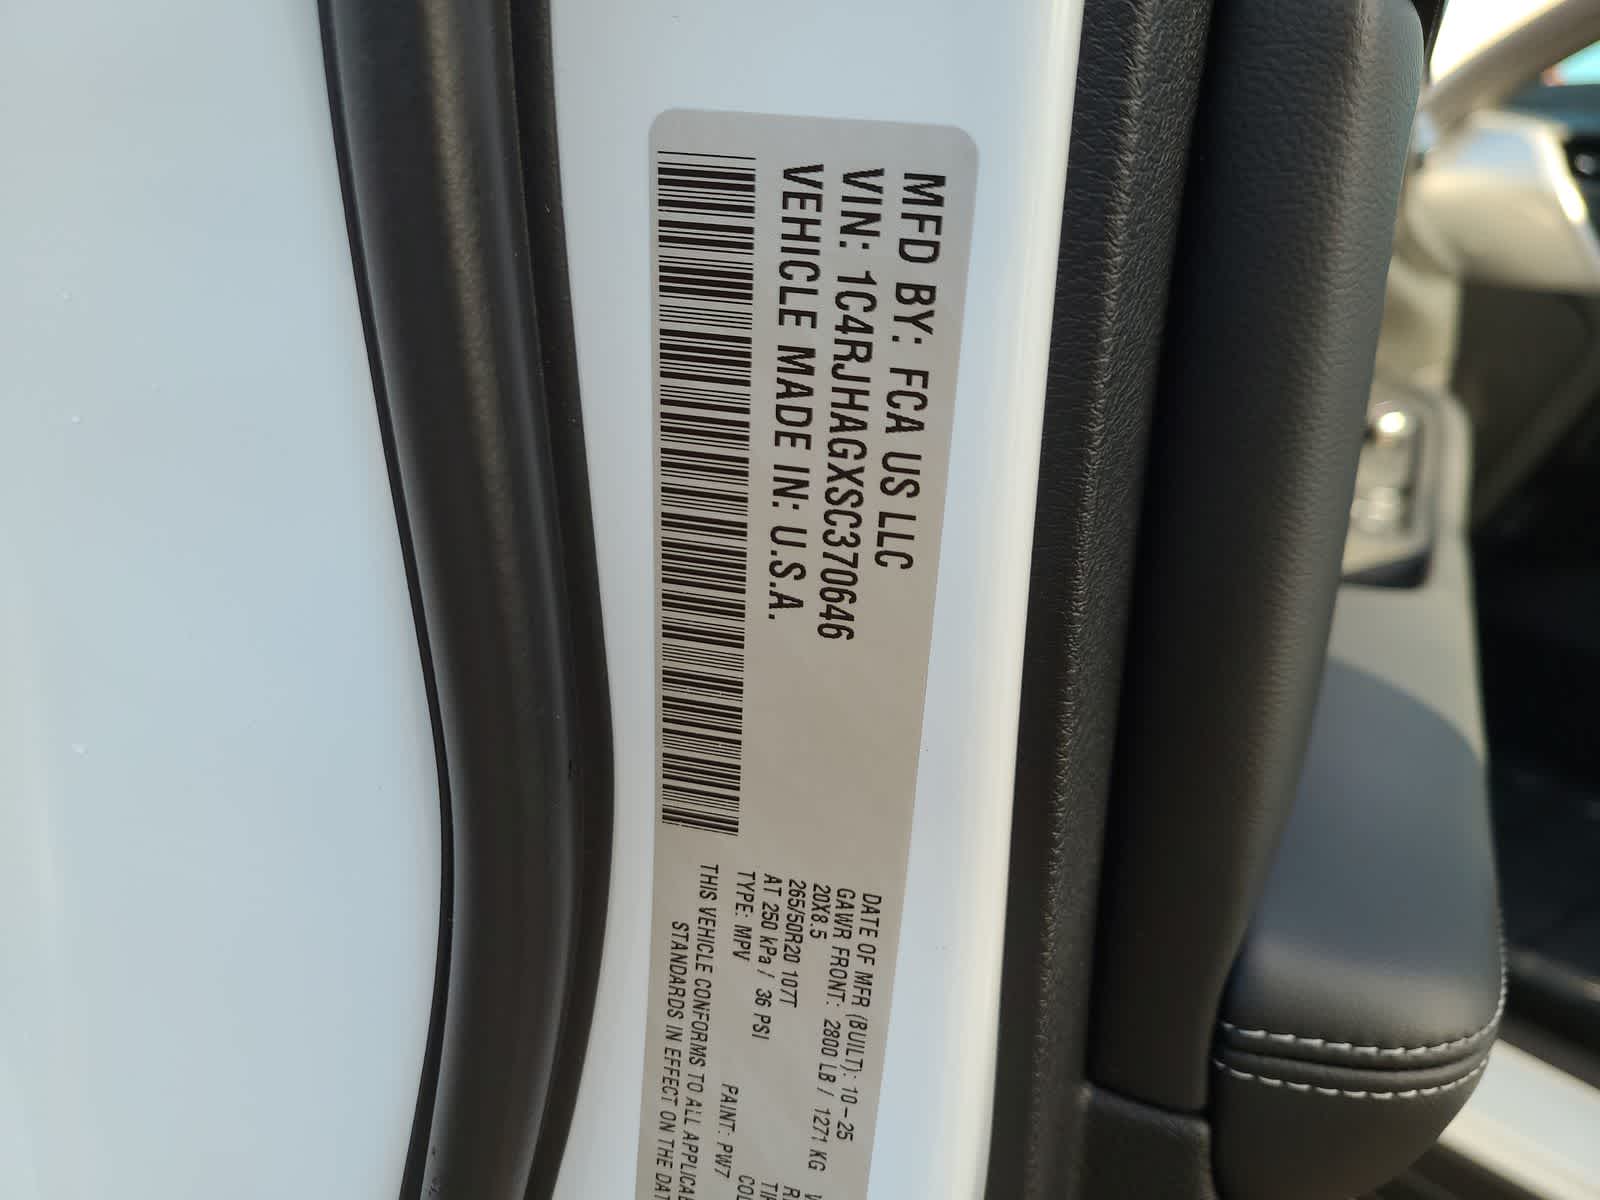 MFD BY: FCA US LLC
VIN: 1C4RJHAGXSC370646
VEHICLE MADE IN: U.S.A.
DATE OF MFR (BUILT): 10-25
GAWR FRONT: 2800 LB / 1271 KG
20X8.5
265/50R20 107T
AT 250 kPa / 36 PSI
TYPE: MPV
PAINT: PW7
THIS VEHICLE CONFORMS TO ALL
STANDARDS IN EFFECT ON THE